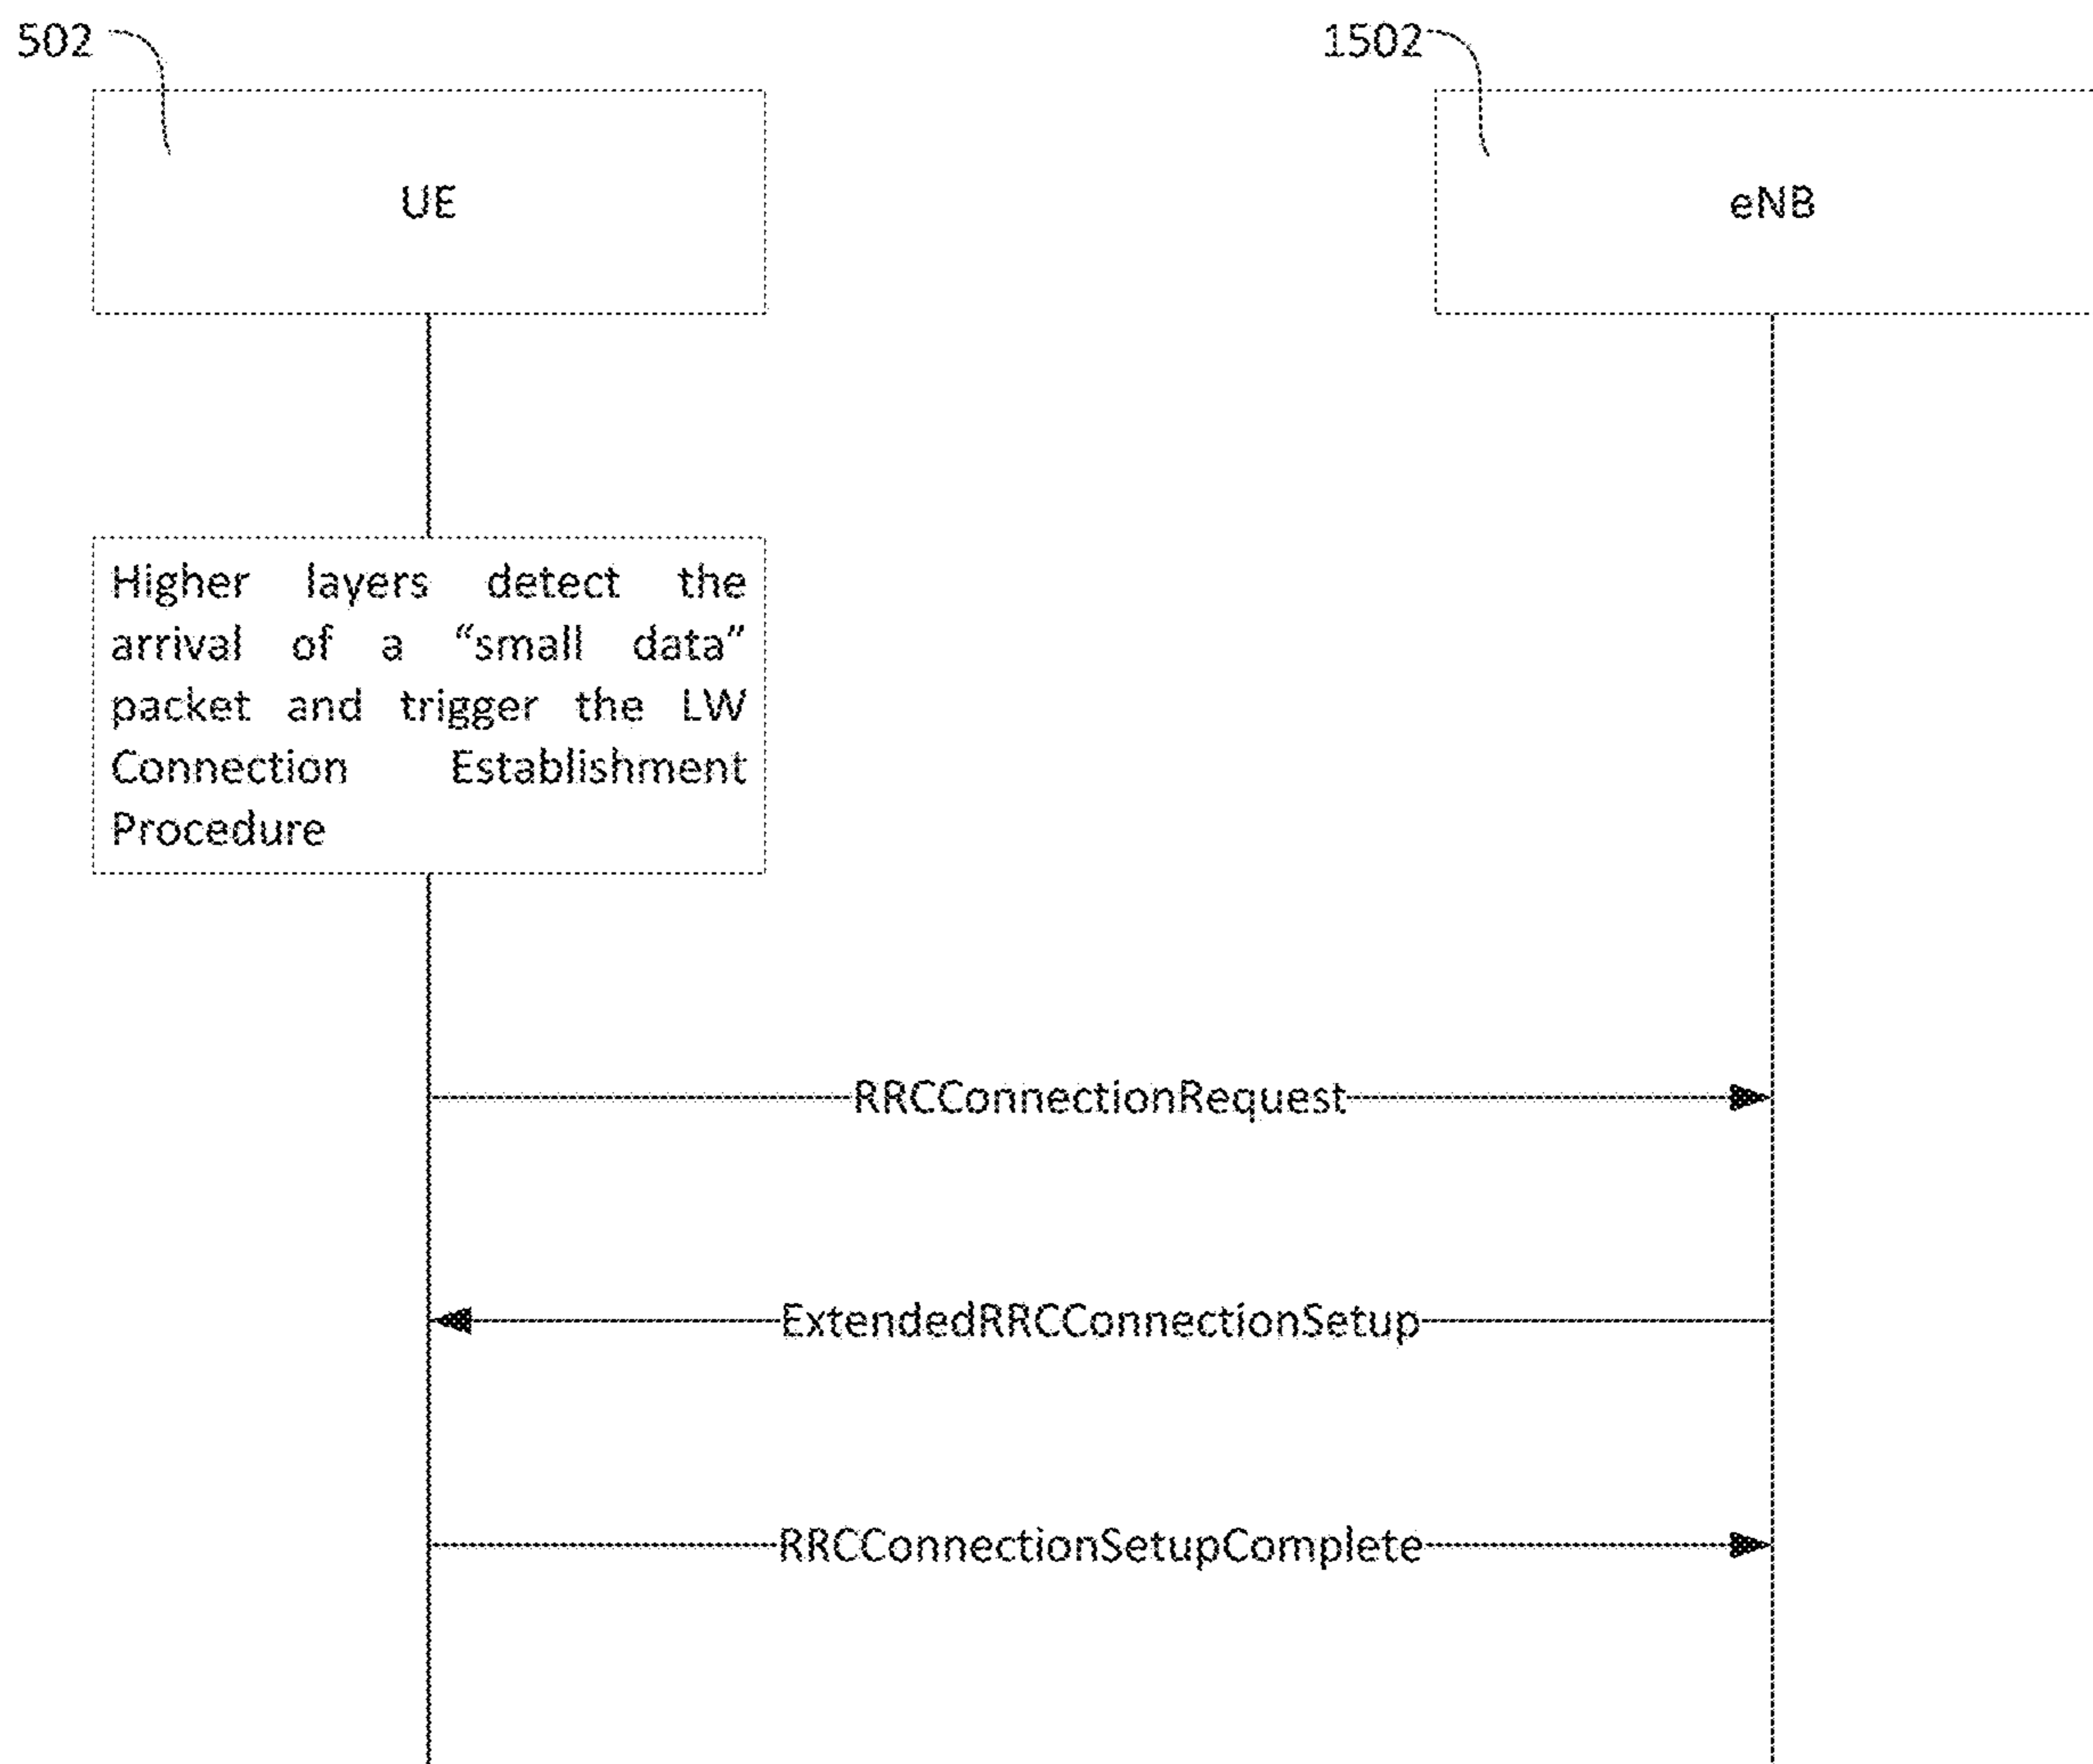 502
1502
UE
eNB
Higher layers detect the
arrival of a “small data”
packet and trigger the LW
Connection Establishment
Procedure
RRCConnectionRequest
ExtendedRRCConnectionSetup
RRCConnectionSetupComplete